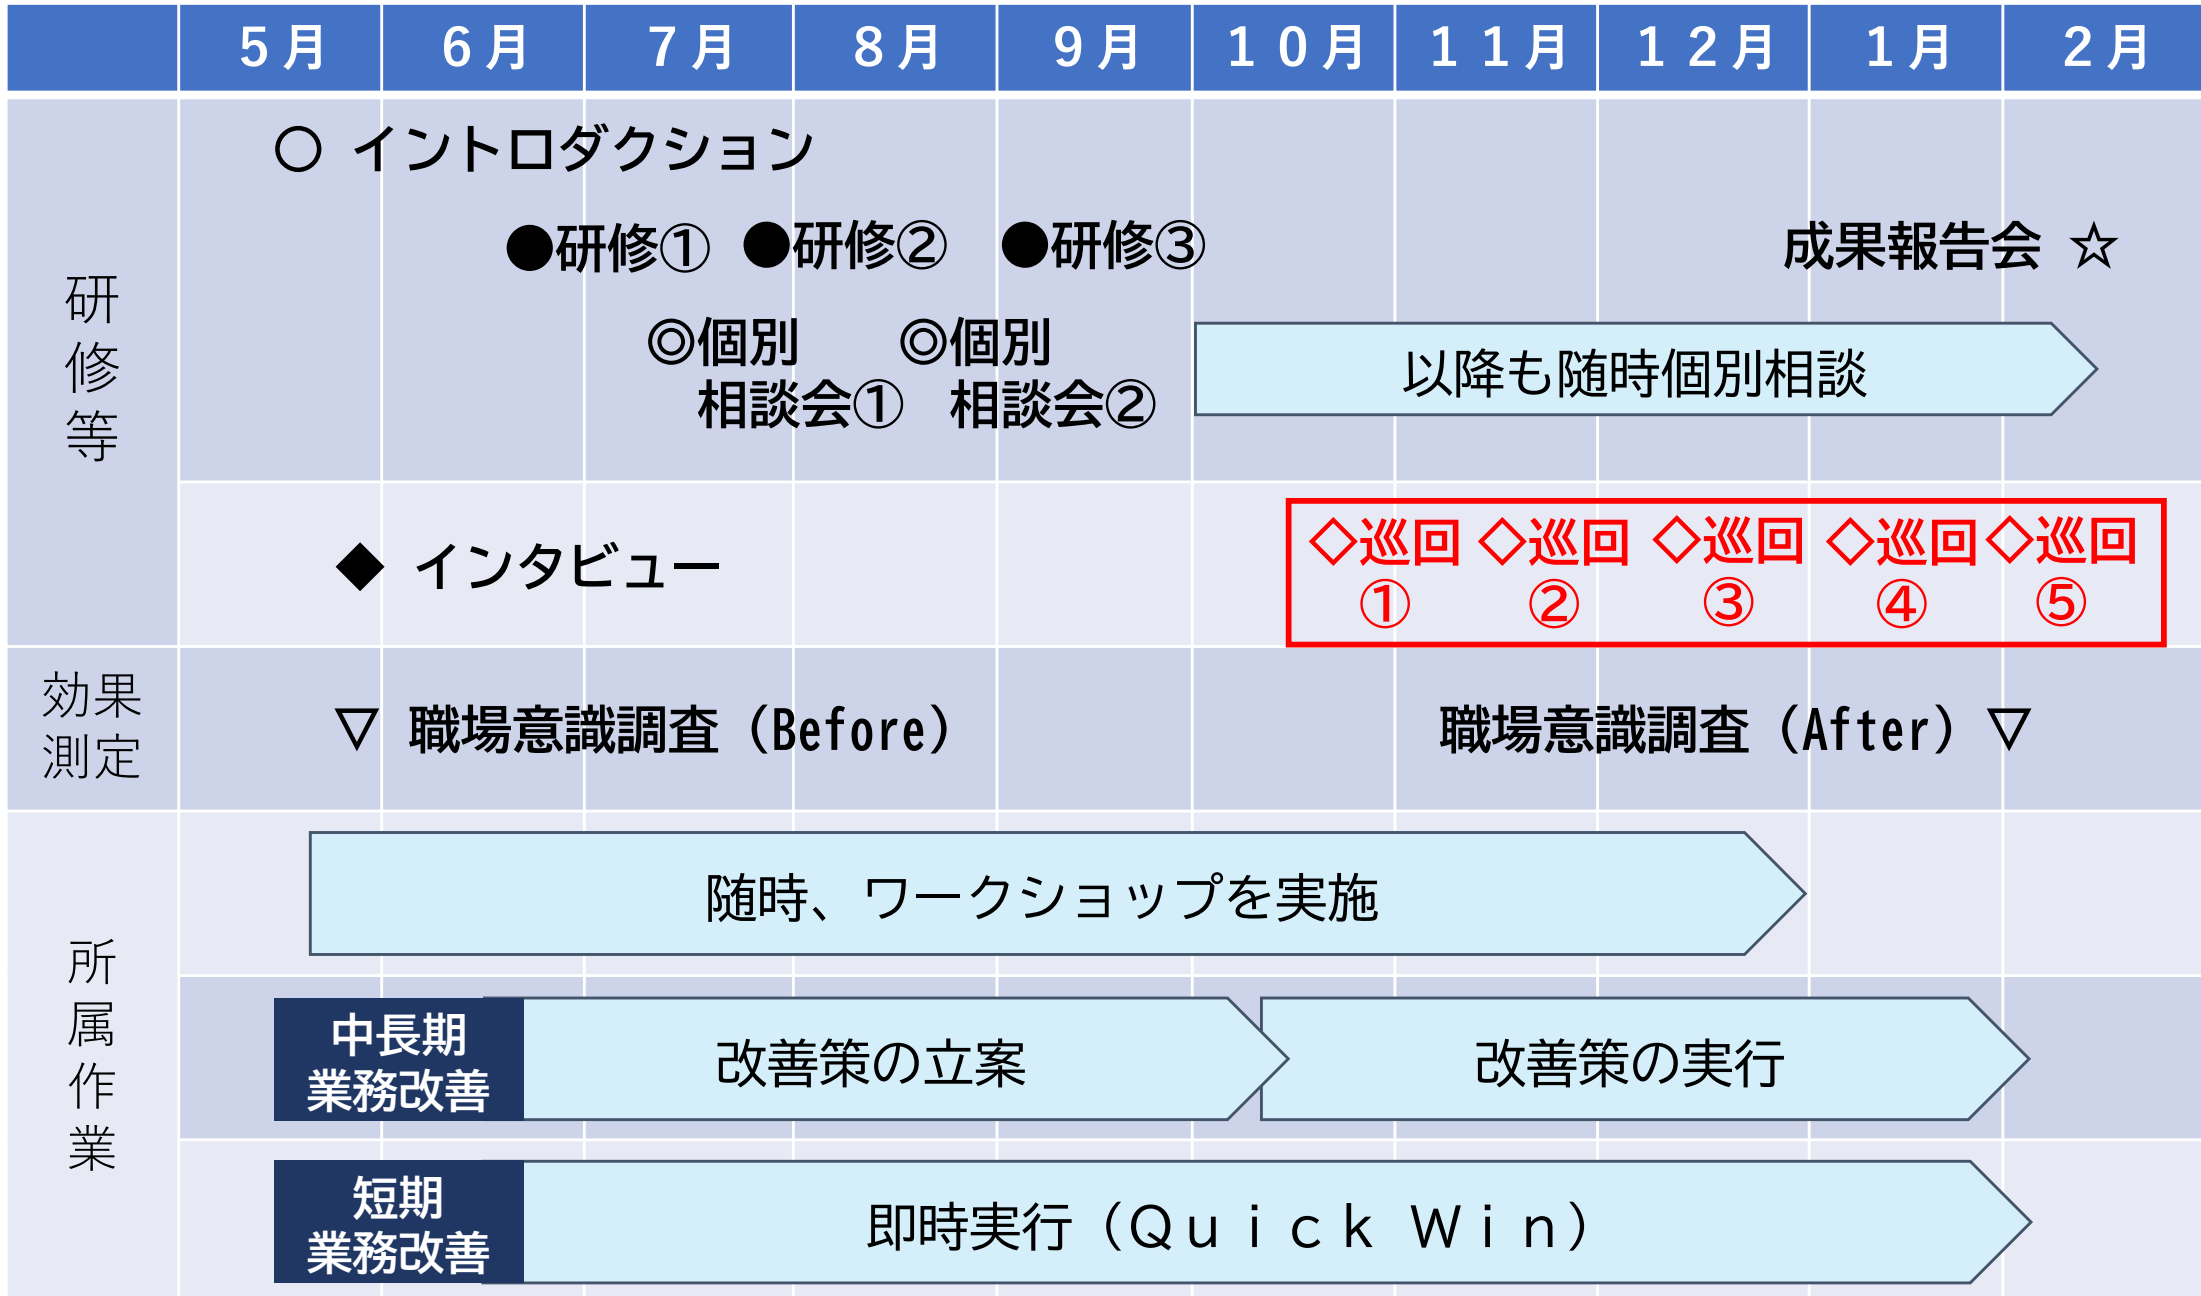 ５月 ６月 ７月 ８月 ９月 １０月 １１月 １２月 １月 ２月
研修等
○ イントロダクション
●研修① ●研修② ●研修③ 成果報告会 ☆
◎個別 ◎個別
相談会① 相談会②
以降も随時個別相談
◆ インタビュー
◇巡回 ◇巡回 ◇巡回 ◇巡回 ◇巡回
① ② ③ ④ ⑤
効果
測定
▽ 職場意識調査（Before） 職場意識調査（After）▽
所属作業
随時、ワークショップを実施
中長期
業務改善
改善策の立案 改善策の実行
短期
業務改善
即時実行（Ｑｕｉｃｋ Ｗｉｎ）